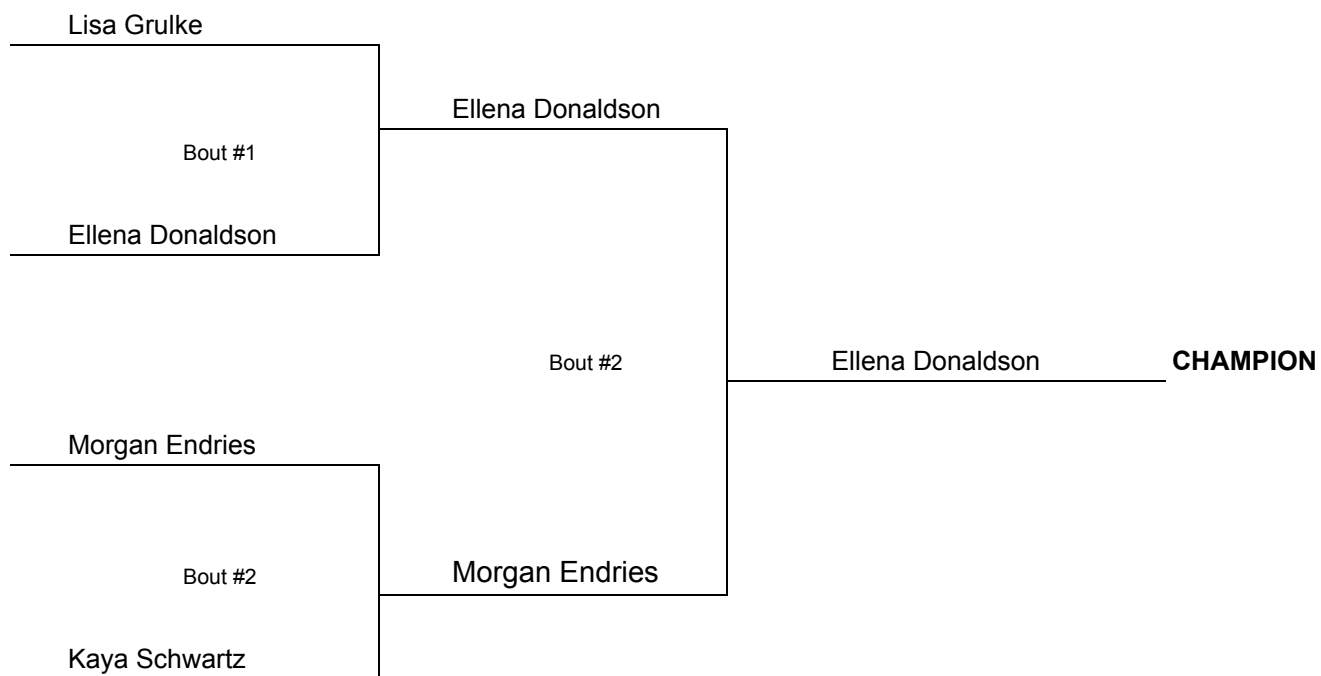 Lisa Grulke
Ellena Donaldson
Bout #1
Ellena Donaldson
Bout #2
Ellena Donaldson
CHAMPION
Morgan Endries
Bout #2
Morgan Endries
Kaya Schwartz